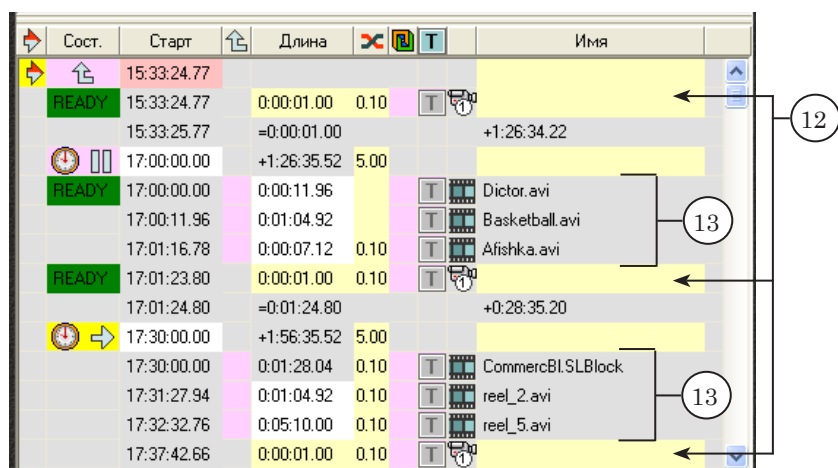 Сост. Старт Длина T Имя
15:33:24.77
READY 15:33:24.77 0:00:01.00 0.10 T 1
12
15:33:25.77 =0:00:01.00 +1:26:34.22
17:00:00.00 +1:26:35.52 5.00
READY 17:00:00.00 0:00:11.96 T Dictor.avi
17:00:11.96 0:01:04.92 T Basketball.avi
13
17:01:16.78 0:00:07.12 0.10 T Afishka.avi
READY 17:01:23.80 0:00:01.00 0.10 T 1
17:01:24.80 =0:01:24.80 +0:28:35.20
17:30:00.00 +1:56:35.52 5.00
17:30:00.00 0:01:28.04 0.10 T CommercBl.SLBlock
17:31:27.94 0:01:04.92 0.10 T reel_2.avi
13
17:32:32.76 0:05:10.00 0.10 T reel_5.avi
17:37:42.66 0:00:01.00 0.10 T 1